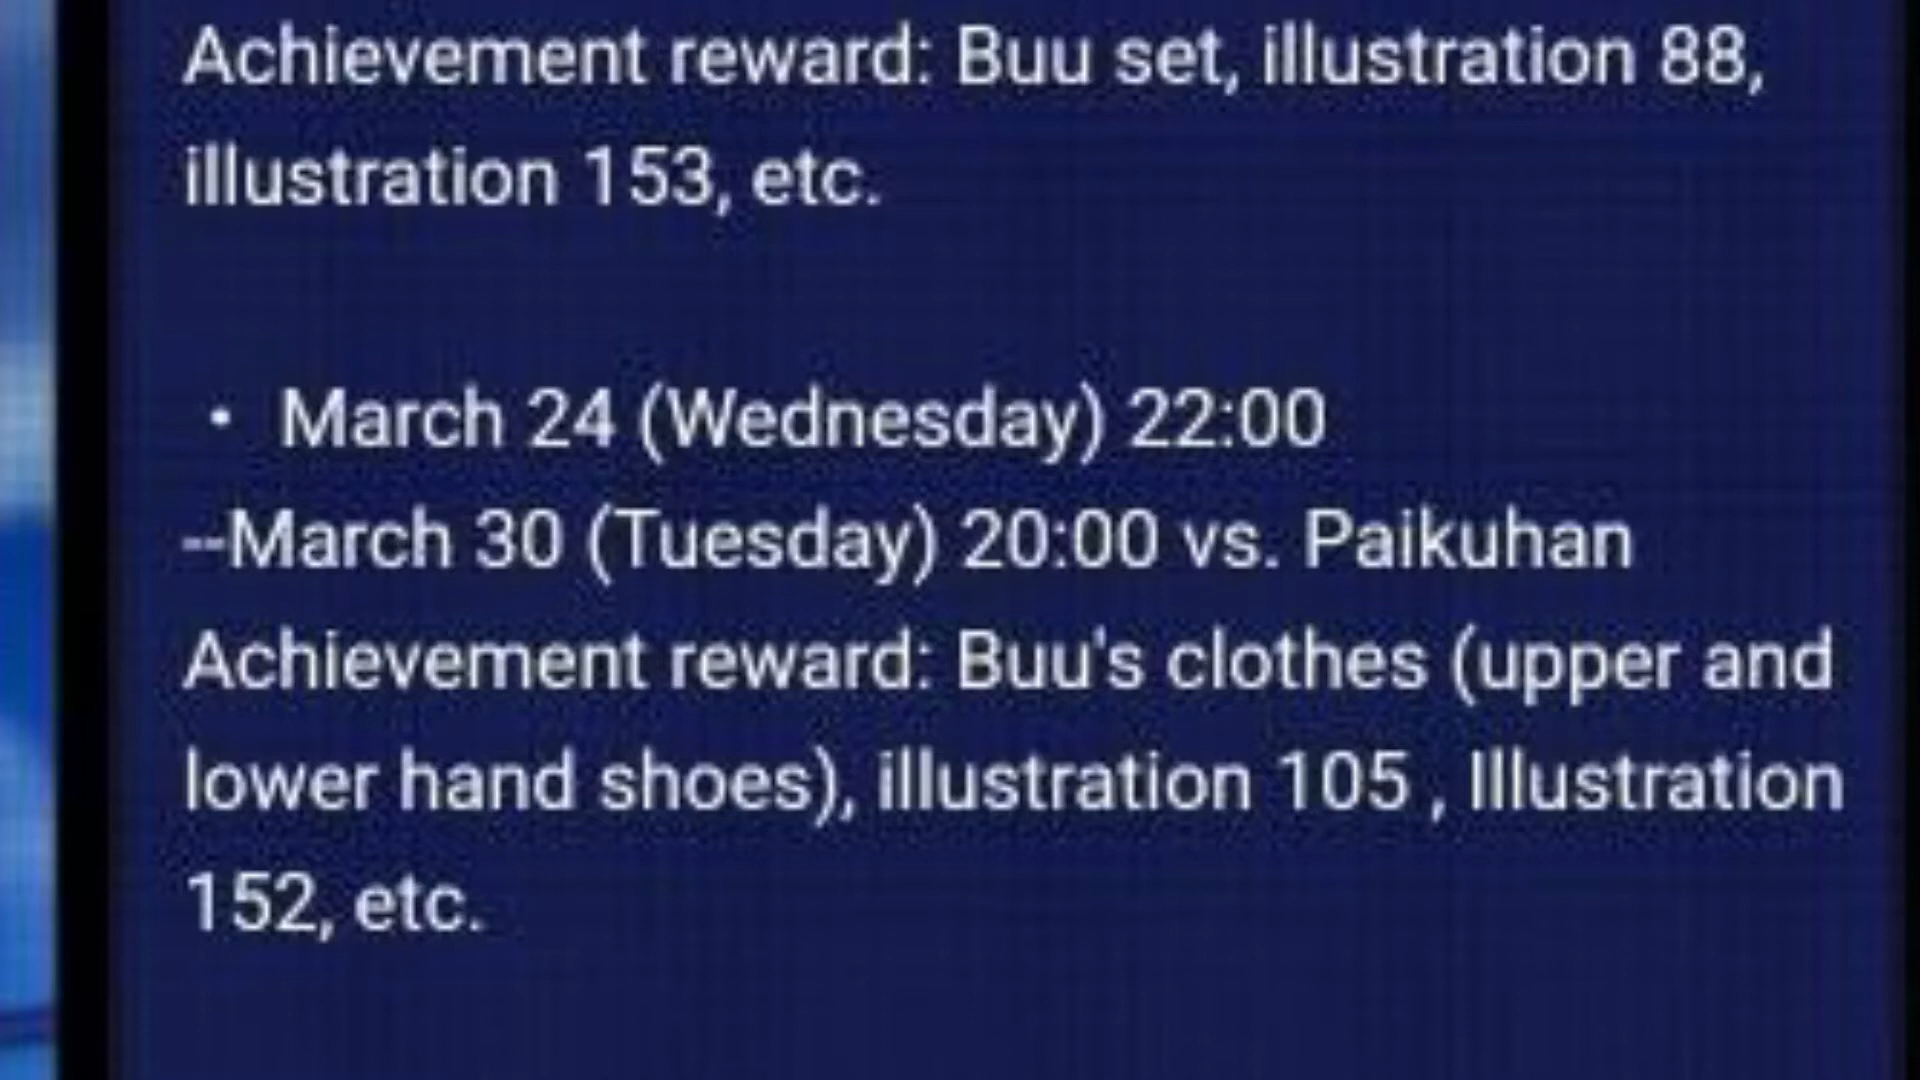 Achievement reward: Buu set, illustration 88,
illustration 153, etc.
• March 24 (Wednesday) 22:00
--March 30 (Tuesday) 20:00 vs. Paikuhan
Achievement reward: Buu's clothes (upper and
lower hand shoes), illustration 105 , Illustration
152, etc.